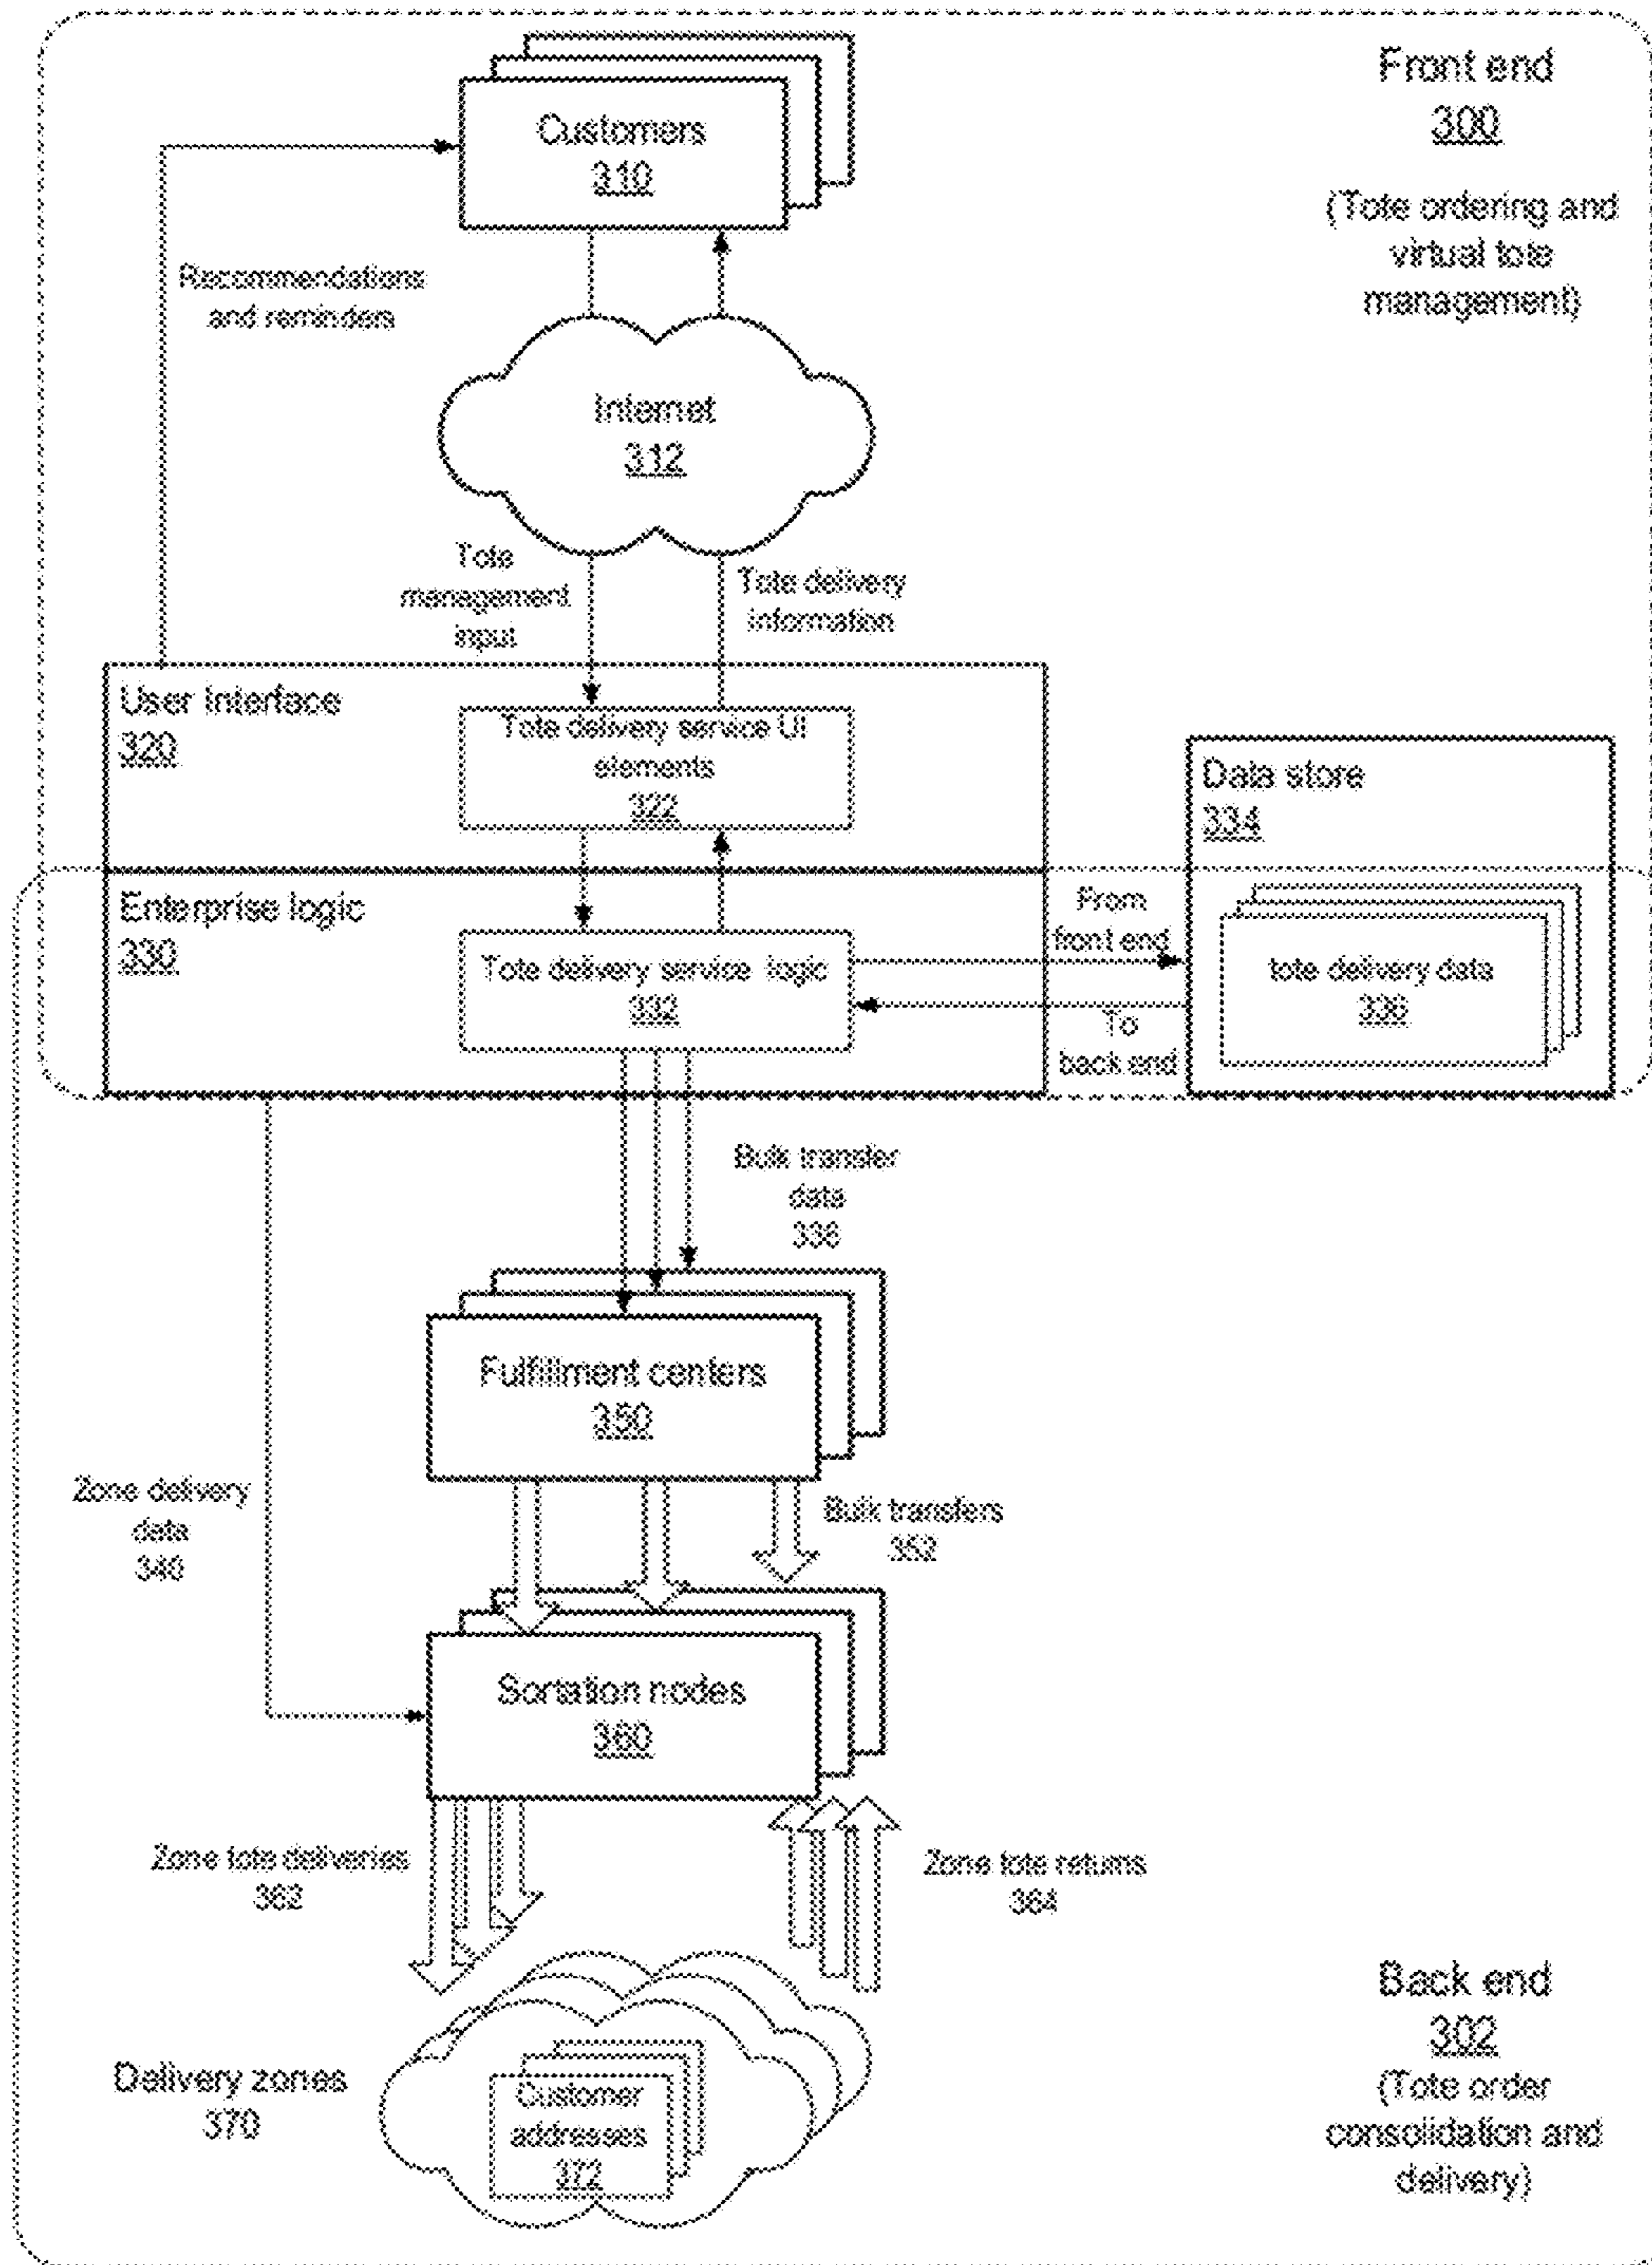 Front end
300
(Tote ordering and
virtual tote
management)
Customers
310
Recommendations
and reminders
Internet
312
Tote
management
input
Tote delivery
information
User Interface
320
Tote delivery service UI
elements
322
Data store
334
Enterprise logic
330
Tote delivery service logic
332
From
front end
To
back end
tote delivery data
336
Bulk transfer
data
338
Fulfillment centers
350
Zone delivery
data
340
Bulk transfers
352
Sortation nodes
360
Zone tote deliveries
362
Zone tote returns
364
Delivery zones
370
Customer
addresses
372
Back end
302
(Tote order
consolidation and
delivery)